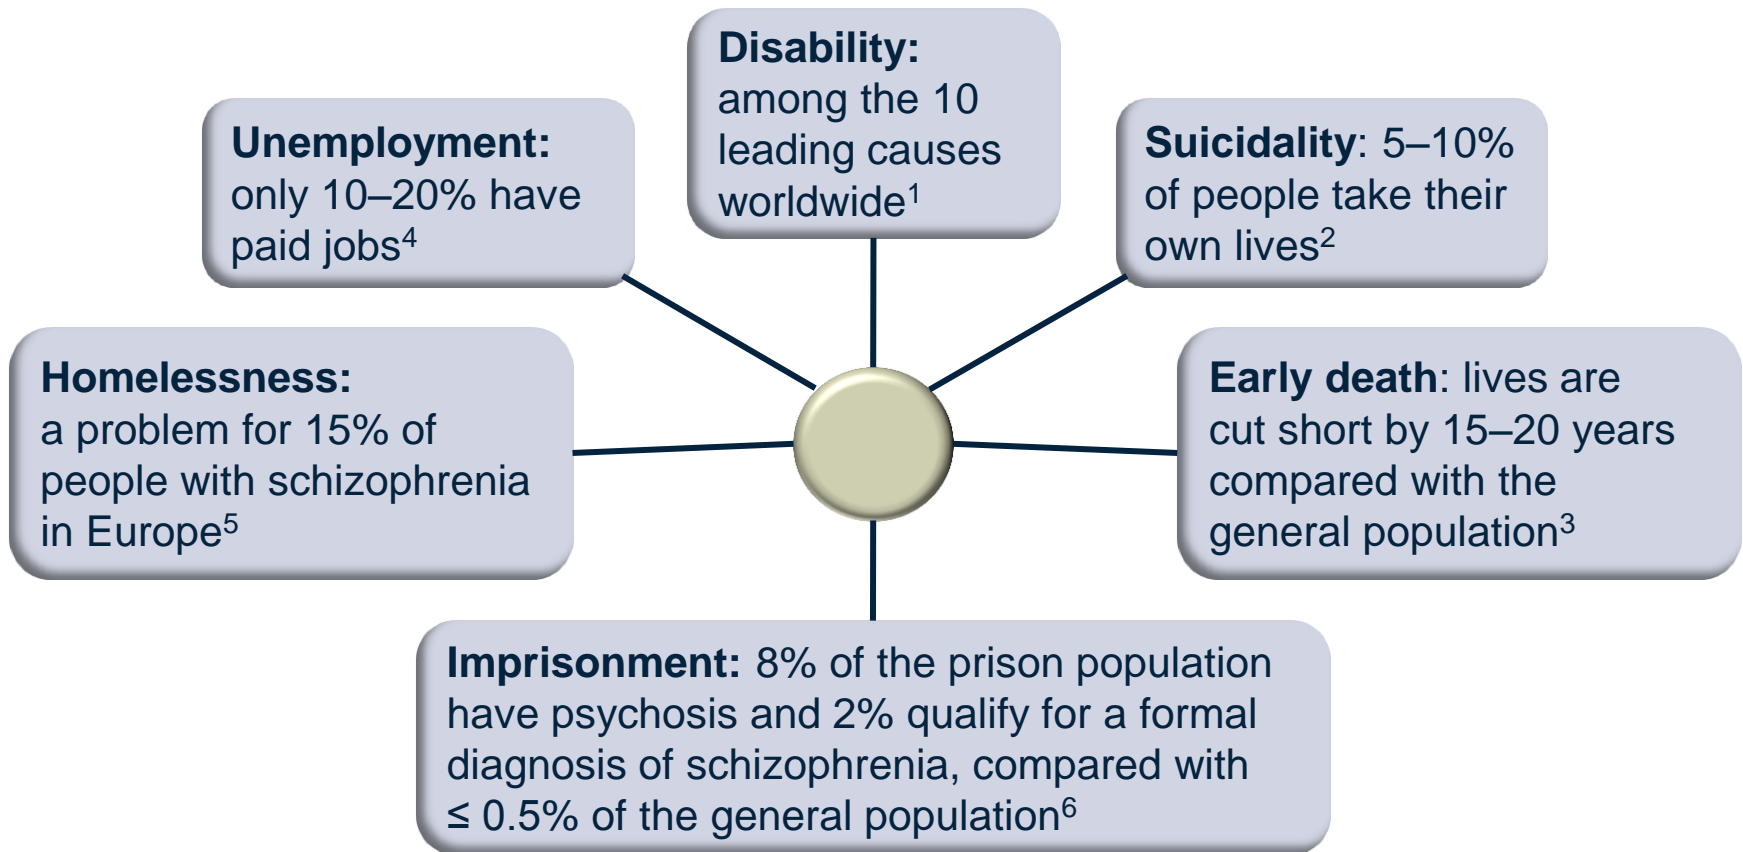 Disability:
among the 10
leading causes
worldwide¹
Unemployment:
only 10–20% have
paid jobs⁴
Suicidality: 5–10%
of people take their
own lives²
Homelessness:
a problem for 15% of
people with schizophrenia
in Europe⁵
Early death: lives are
cut short by 15–20 years
compared with the
general population³
Imprisonment: 8% of the prison population
have psychosis and 2% qualify for a formal
diagnosis of schizophrenia, compared with
≤ 0.5% of the general population⁶